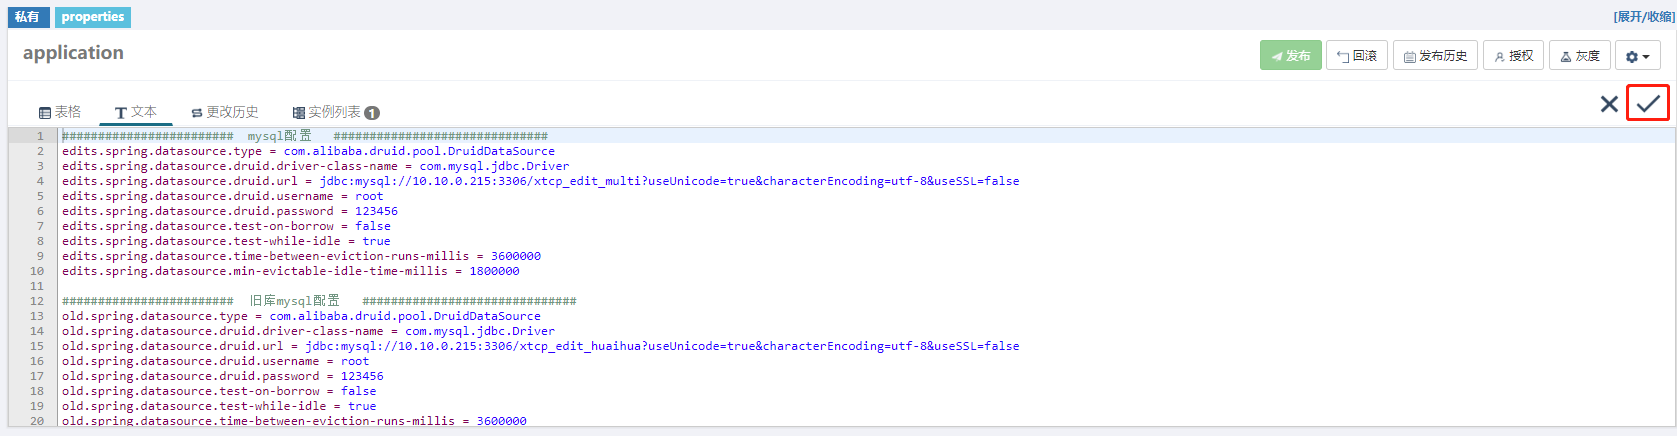 私有 properties [展开/收缩]
application 发布 回滚 发布历史 授权 灰度
表格 文本 更改历史 实例列表 1
1 ######################## mysql配置 ##############################
2 edits.spring.datasource.type = com.alibaba.druid.pool.DruidDataSource
3 edits.spring.datasource.druid.driver-class-name = com.mysql.jdbc.Driver
4 edits.spring.datasource.druid.url = jdbc:mysql://10.10.0.215:3306/xtcp_edit_multi?useUnicode=true&characterEncoding=utf-8&useSSL=false
5 edits.spring.datasource.druid.username = root
6 edits.spring.datasource.druid.password = 123456
7 edits.spring.datasource.test-on-borrow = false
8 edits.spring.datasource.test-while-idle = true
9 edits.spring.datasource.time-between-eviction-runs-millis = 3600000
10 edits.spring.datasource.min-evictable-idle-time-millis = 1800000
11
12 ######################## 旧库mysql配置 ##############################
13 old.spring.datasource.type = com.alibaba.druid.pool.DruidDataSource
14 old.spring.datasource.druid.driver-class-name = com.mysql.jdbc.Driver
15 old.spring.datasource.druid.url = jdbc:mysql://10.10.0.215:3306/xtcp_edit_huaihua?useUnicode=true&characterEncoding=utf-8&useSSL=false
16 old.spring.datasource.druid.username = root
17 old.spring.datasource.druid.password = 123456
18 old.spring.datasource.test-on-borrow = false
19 old.spring.datasource.test-while-idle = true
20 old.spring.datasource.time-between-eviction-runs-millis = 3600000